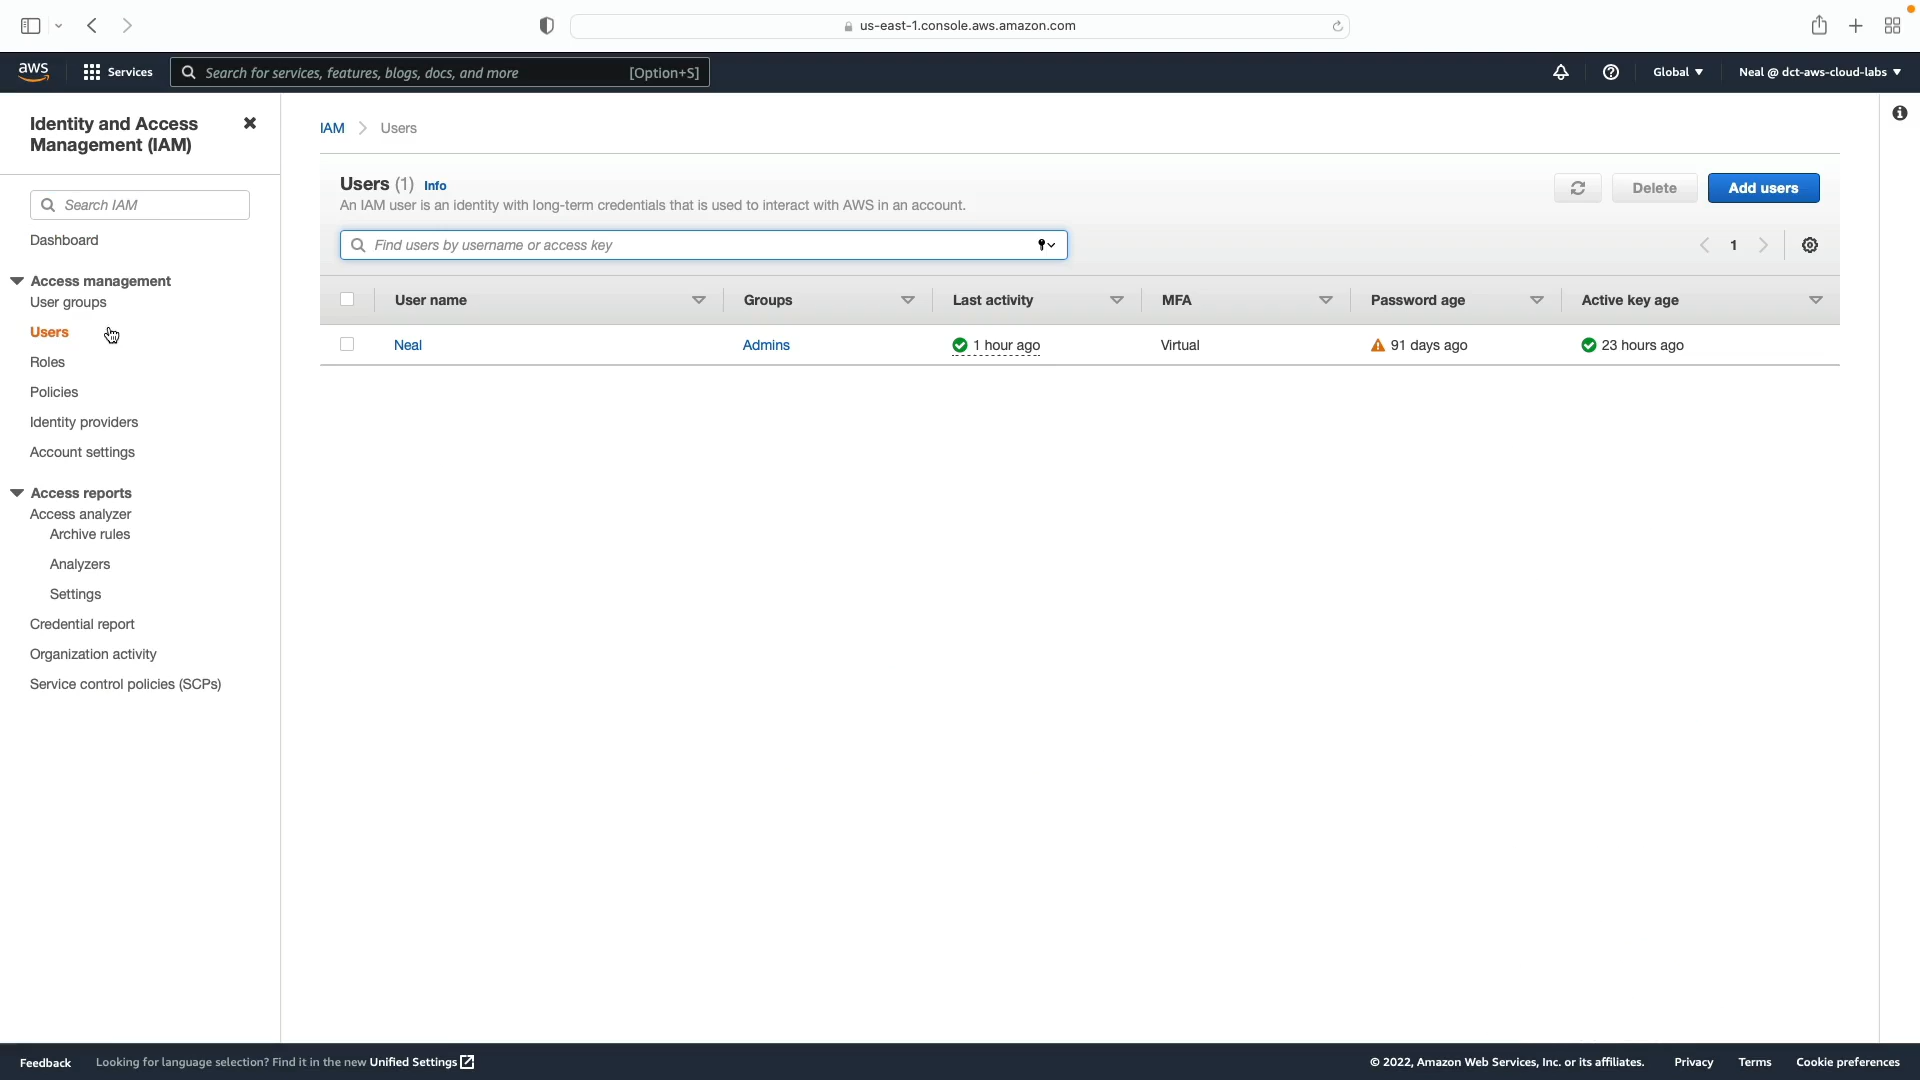 us-east-1.console.aws.amazon.com
aws
Services
Search for services, features, blogs, docs, and more
[Option+S]
Global
Neal @ dct-aws-cloud-labs
Identity and Access
Management (IAM)
Search IAM
Dashboard
Access management
User groups
Users
Roles
Policies
Identity providers
Account settings
Access reports
Access analyzer
Archive rules
Analyzers
Settings
Credential report
Organization activity
Service control policies (SCPs)
IAM
Users
Users (1) Info
An IAM user is an identity with long-term credentials that is used to interact with AWS in an account.
Delete
Add users
Find users by username or access key
1
User name Groups Last activity MFA Password age Active key age
Neal Admins 1 hour ago Virtual 91 days ago 23 hours ago
Feedback
Looking for language selection? Find it in the new Unified Settings
© 2022, Amazon Web Services, Inc. or its affiliates.
Privacy
Terms
Cookie preferences